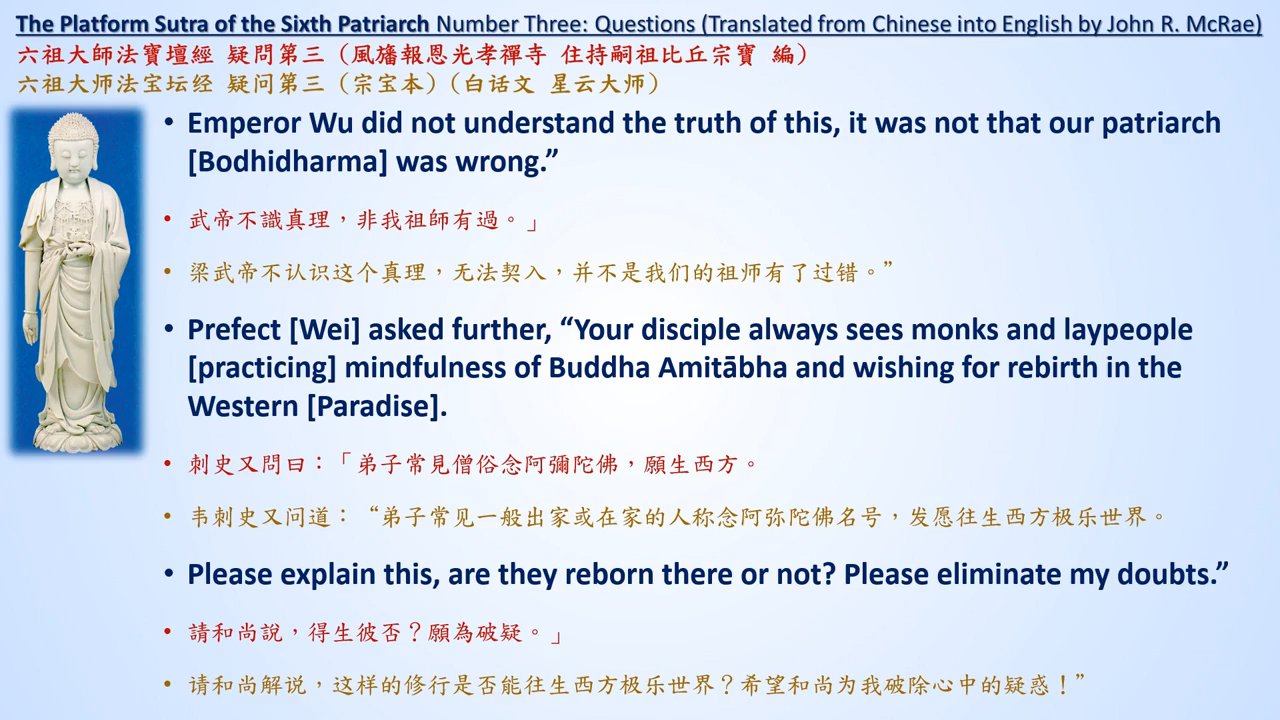 The Platform Sutra of the Sixth Patriarch Number Three: Questions (Translated from Chinese into English by John R. McRae)
六祖大師法寶壇經 疑問第三（風旛報恩光孝禪寺 住持嗣祖比丘宗寶 編）
六祖大师法宝坛经 疑问第三（宗宝本）（白话文 星云大师）
• Emperor Wu did not understand the truth of this, it was not that our patriarch
[Bodhidharma] was wrong.”
• 武帝不識真理，非我祖師有過。」
• 梁武帝不认识这个真理，无法契入，并不是我们的祖师有了过错。”
• Prefect [Wei] asked further, “Your disciple always sees monks and laypeople
[practicing] mindfulness of Buddha Amitābha and wishing for rebirth in the
Western [Paradise].
• 刺史又問曰：「弟子常見僧俗念阿彌陀佛，願生西方。
• 韦刺史又问道：“弟子常见一般出家或在家的人称念阿弥陀佛名号，发愿往生西方极乐世界。
• Please explain this, are they reborn there or not? Please eliminate my doubts.”
• 請和尚說，得生彼否？願為破疑。」
• 请和尚解说，这样的修行是否能往生西方极乐世界？希望和尚为我破除心中的疑惑！”